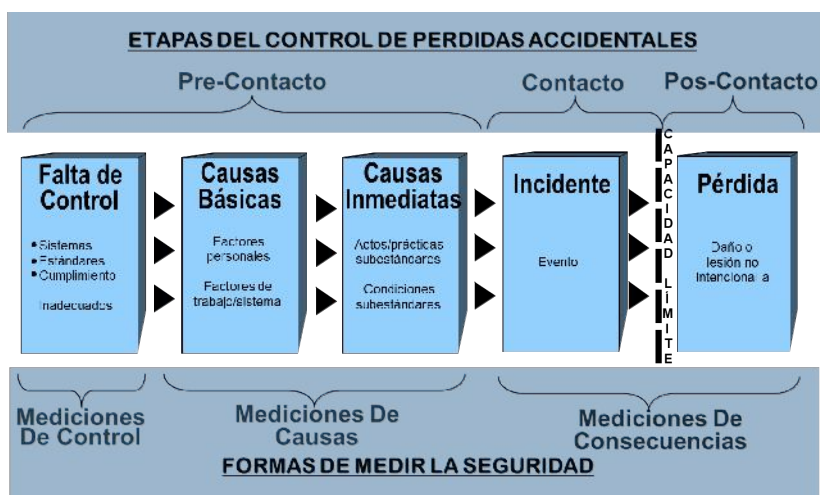 ETAPAS DEL CONTROL DE PERDIDAS ACCIDENTALES
Pre-Contacto
Contacto
Pos-Contacto
Falta de
Control
• Sistemas
• Estándares
• Cumplimiento
Inadecuados
Causas
Básicas
Factores
personales
Factores de
trabajo/sistema
Causas
Inmediatas
Actos/prácticas
subestándares
Condiciones
subestándares
Incidente
Evento
CAPACIDAD LÍMITE
Pérdida
Daño o
lesión no
Intencional a
Mediciones
De Control
Mediciones De
Causas
Mediciones De
Consecuencias
FORMAS DE MEDIR LA SEGURIDAD